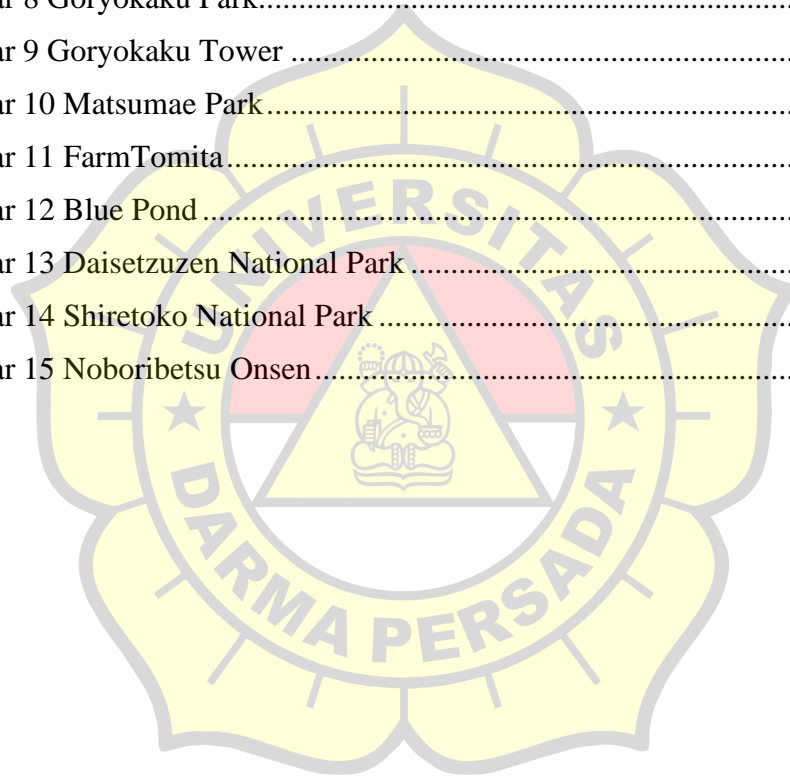 ar 8 Goryokaku Park..............................................................
ar 9 Goryokaku Tower ..............................................................
ar 10 Matsumae Park..............................................................
ar 11 FarmTomita..............................................................
ar 12 Blue Pond ..............................................................
ar 13 Daisetzuzen National Park ..................................................
ar 14 Shiretoko National Park ......................................................
ar 15 Noboribetsu Onsen..............................................................
UNIVERSITAS
DARMA PERSADA